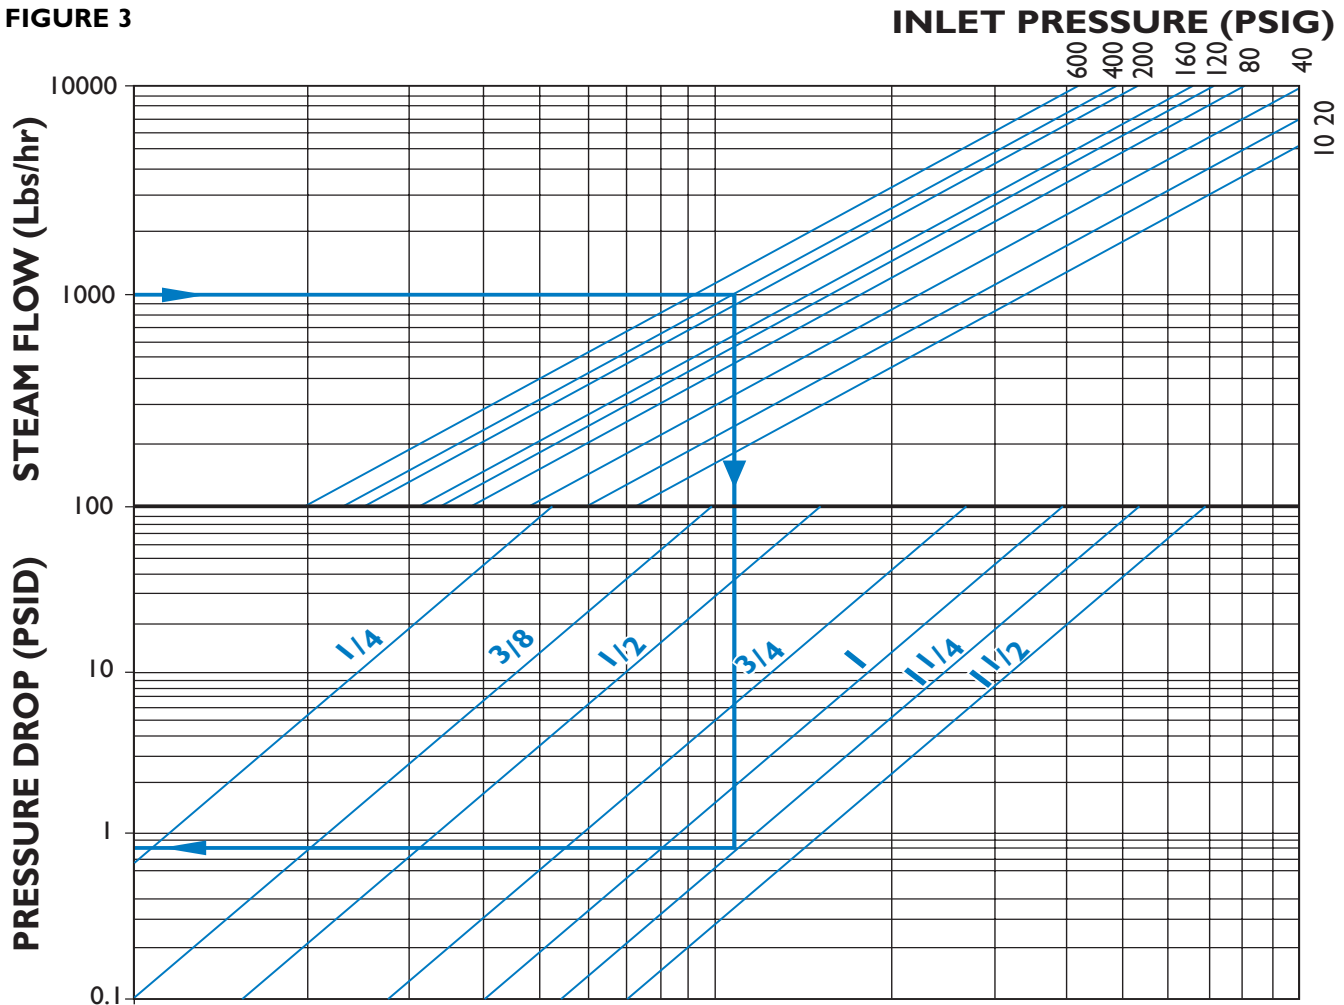 FIGURE 3
INLET PRESSURE (PSIG)
600 400 200 160 120 80 40
10 20
STEAM FLOW (Lbs/hr)
10000
1000
100
PRESSURE DROP (PSID)
10
1
0.1
1/4 3/8 1/2 3/4 1 1 1/4 1 1/2